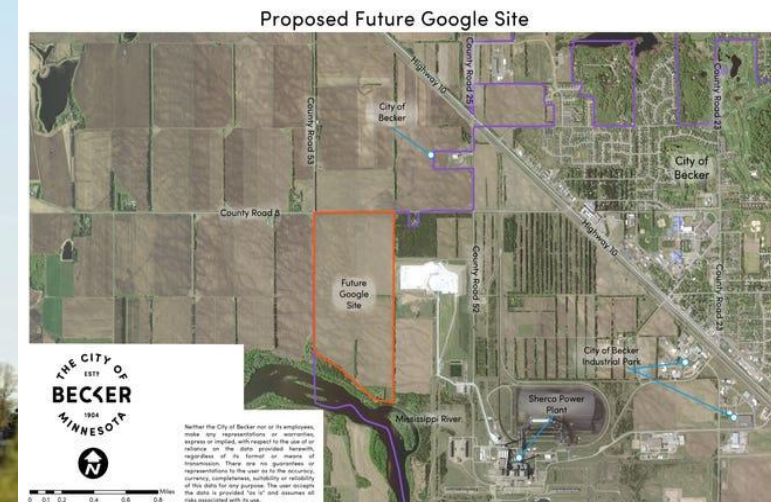 Proposed Future Google Site
Highway 10
County Road 25
County Road 23
County Road 53
City of
Becker
City of
Becker
County Road 8
Highway 10
Future
Google
Site
County Road 52
County Road 23
City of Becker
Industrial Park
Sherco Power
Plant
Mississippi River
THE CITY OF
ESTD
BECKER
1904
MINNESOTA
N
Neither the City of Becker nor its employees,
make any representations or warranties,
express or implied, with respect to the use of or
reliance on the data provided herewith,
regardless of its format or means of
transmission. There are no guarantees or
representations to the user as to the accuracy,
currency, completeness, suitability or reliability
of this data for any purpose. The user accepts
the data is provided "as is" and assumes all
risks associated with its use.
Miles
0 0.1 0.2 0.4 0.6 0.8